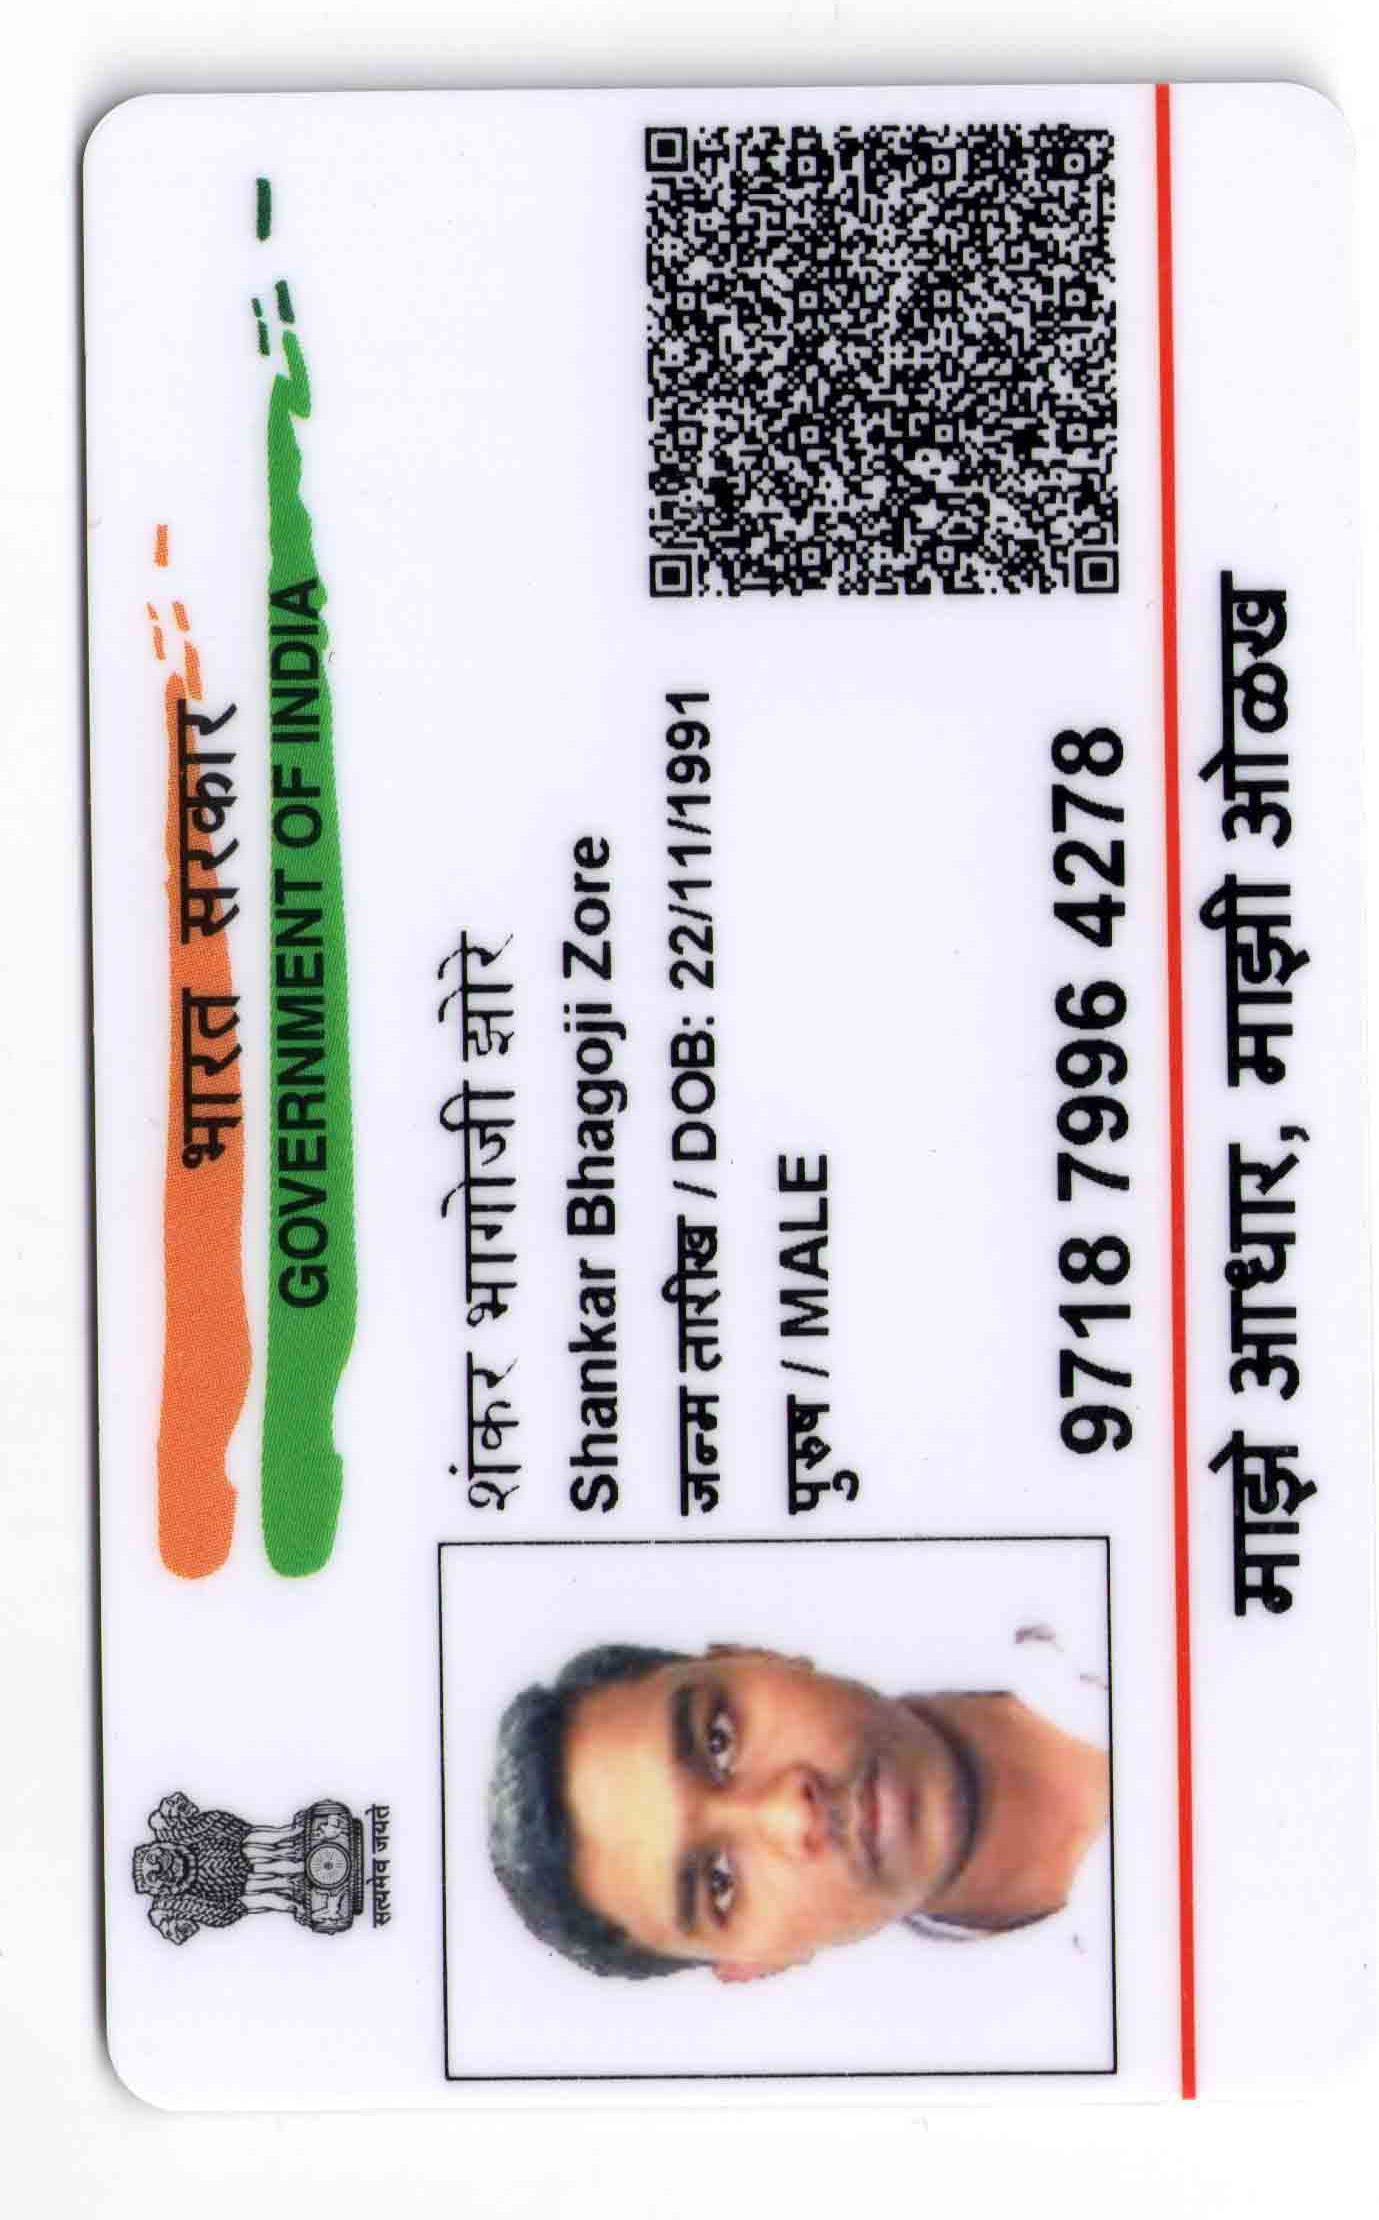 भारत सरकार
GOVERNMENT OF INDIA
सत्यमेव जयते
शंकर भागोजी झोरे
Shankar Bhagoji Zore
जन्म तारीख / DOB: 22/11/1991
पुरुष / MALE
9718 7996 4278
माझे आधार, माझी ओळख